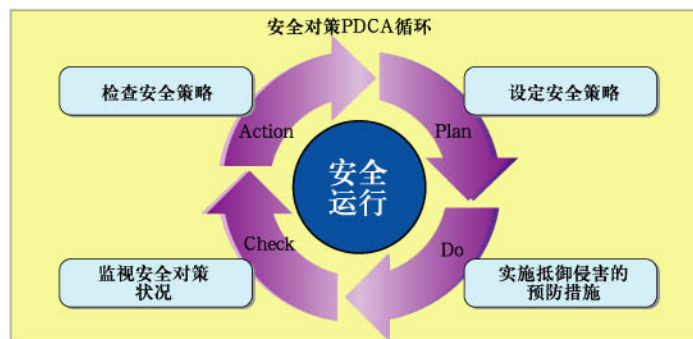 安全对策PDCA循环
检查安全策略
设定安全策略
Action
Plan
安全
运行
Check
Do
监视安全对策
状况
实施抵御侵害的
预防措施